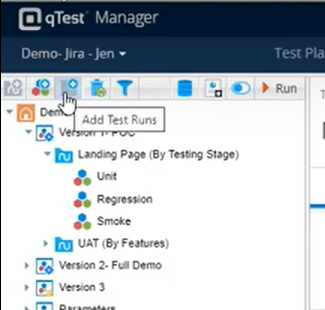 qTest Manager
Demo- Jira - Jen
Test Pla
Run
Add Test Runs
Version 1- POC
Landing Page (By Testing Stage)
Unit
Regression
Smoke
UAT (By Features)
Version 2- Full Demo
Version 3
Parameters